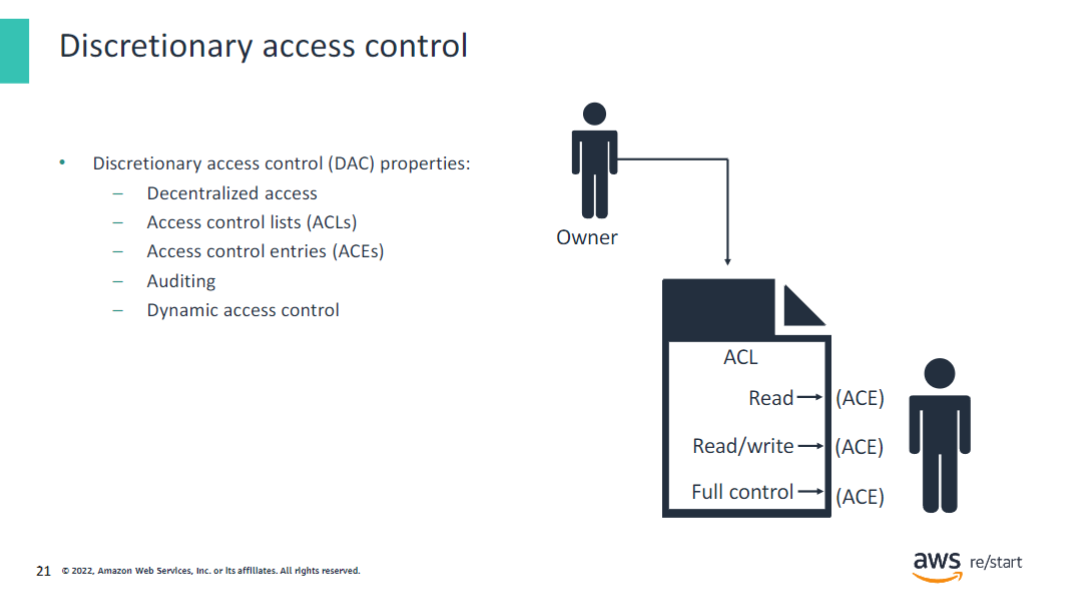 Discretionary access control
• Discretionary access control (DAC) properties:
– Decentralized access
– Access control lists (ACLs)
– Access control entries (ACEs)
– Auditing
– Dynamic access control
Owner
ACL
Read (ACE)
Read/write (ACE)
Full control (ACE)
21 © 2022, Amazon Web Services, Inc. or its affiliates. All rights reserved.
aws re/start